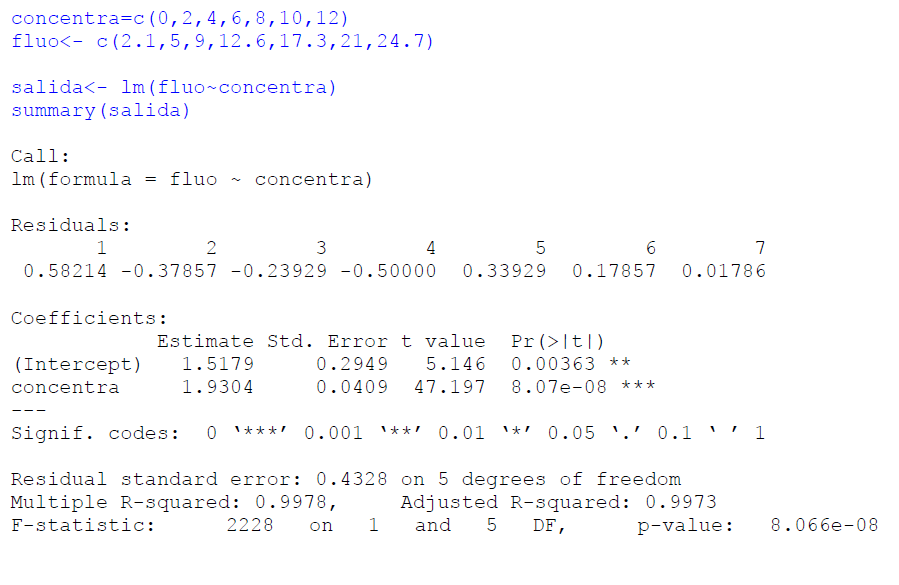 concentra=c(0,2,4,6,8,10,12)
fluo<- c(2.1,5,9,12.6,17.3,21,24.7)
salida<- lm(fluo~concentra)
summary(salida)
Call:
lm(formula = fluo ~ concentra)
Residuals:
1 2 3 4 5 6 7
0.58214 -0.37857 -0.23929 -0.50000 0.33929 0.17857 0.01786
Coefficients:
Estimate Std. Error t value Pr(>|t|)
(Intercept) 1.5179 0.2949 5.146 0.00363 **
concentra 1.9304 0.0409 47.197 8.07e-08 ***
---
Signif. codes: 0 ‘***’ 0.001 ‘**’ 0.01 ‘*’ 0.05 ‘.’ 0.1 ‘ ’ 1
Residual standard error: 0.4328 on 5 degrees of freedom
Multiple R-squared: 0.9978, Adjusted R-squared: 0.9973
F-statistic: 2228 on 1 and 5 DF, p-value: 8.066e-08